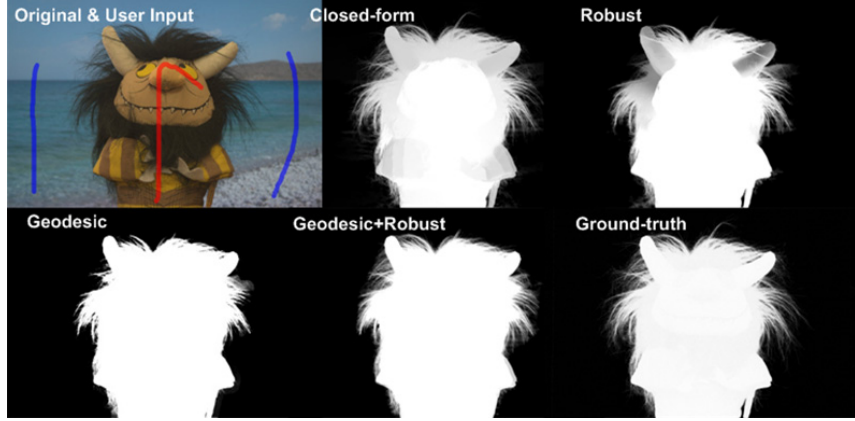 Original & User Input
Closed-form
Robust
Geodesic
Geodesic+Robust
Ground-truth